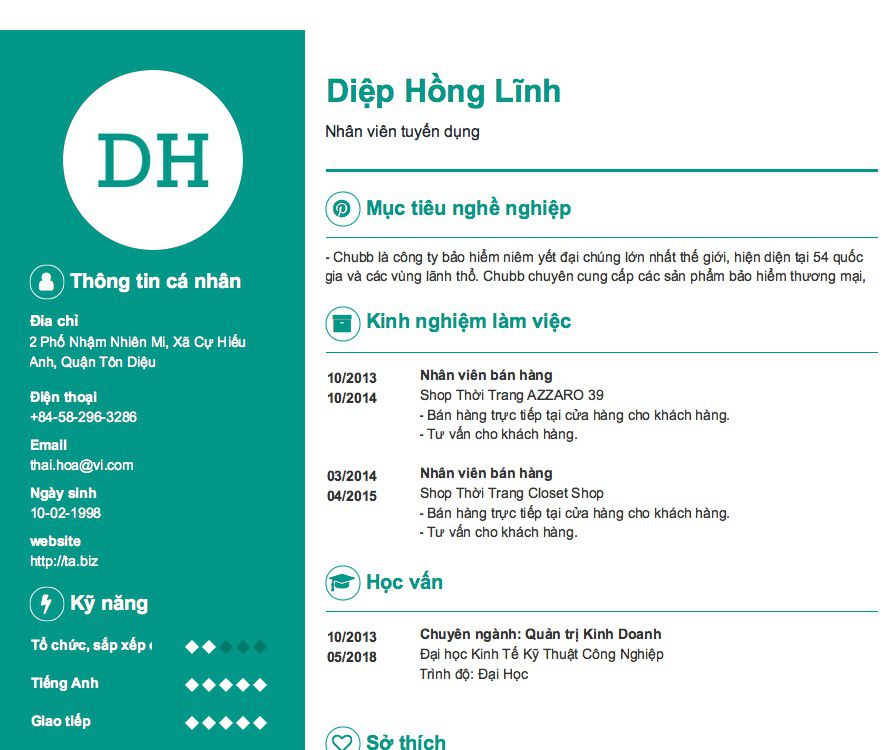 DH
Thông tin cá nhân
Địa chỉ
2 Phố Nhậm Nhiên Mi, Xã Cự Hiếu
Anh, Quận Tôn Diệu
Điện thoại
+84-58-296-3286
Email
thai.hoa@vi.com
Ngày sinh
10-02-1998
website
http://ta.biz
Kỹ năng
Tổ chức, sắp xếp
Tiếng Anh
Giao tiếp
Diệp Hồng Lĩnh
Nhân viên tuyển dụng
Mục tiêu nghề nghiệp
- Chubb là công ty bảo hiểm niêm yết đại chúng lớn nhất thế giới, hiện diện tại 54 quốc
gia và các vùng lãnh thổ. Chubb chuyên cung cấp các sản phẩm bảo hiểm thương mại,
Kinh nghiệm làm việc
10/2013
10/2014
Nhân viên bán hàng
Shop Thời Trang AZZARO 39
- Bán hàng trực tiếp tại cửa hàng cho khách hàng.
- Tư vấn cho khách hàng.
03/2014
04/2015
Nhân viên bán hàng
Shop Thời Trang Closet Shop
- Bán hàng trực tiếp tại cửa hàng cho khách hàng.
- Tư vấn cho khách hàng.
Học vấn
10/2013
05/2018
Chuyên ngành: Quản trị Kinh Doanh
Đại học Kinh Tế Kỹ Thuật Công Nghiệp
Trình độ: Đại Học
Sở thích